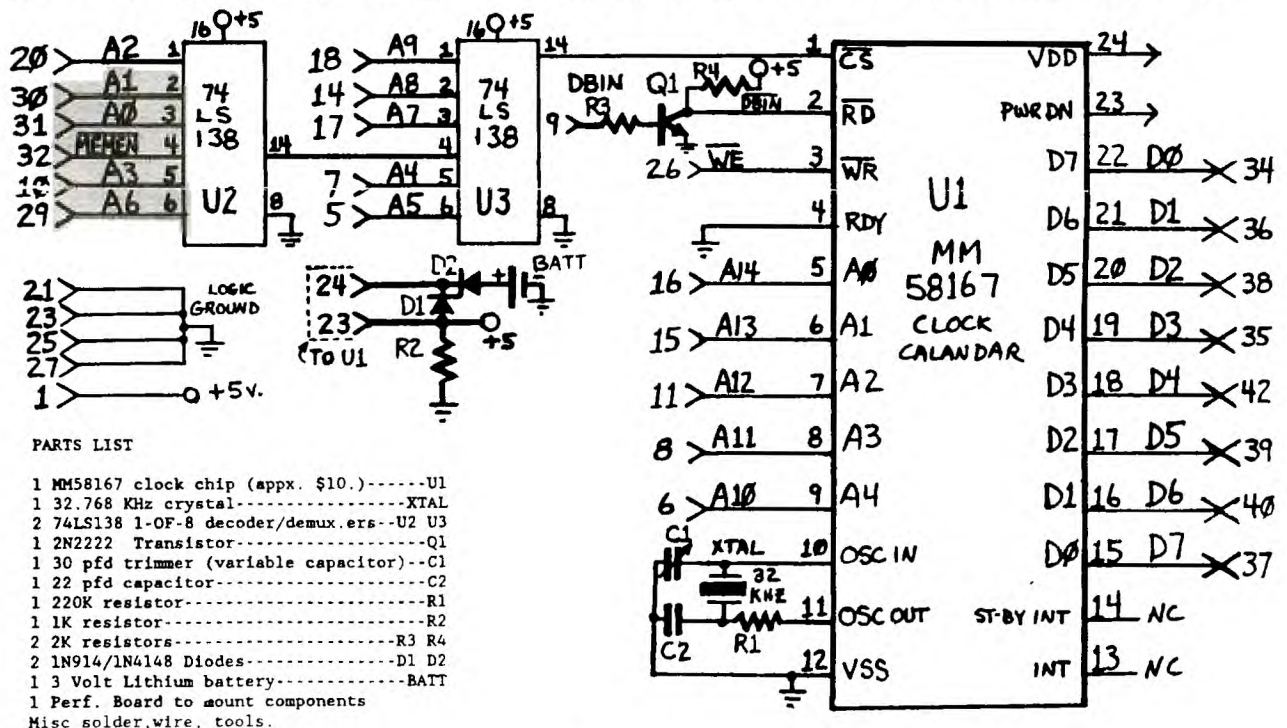 16 +5
20 A2 1
30 A1 2
31 A0 3
32 MEMEN 4
A3 5
29 A6 6
74
LS
138
U2
14
8
16 +5
18 A9 1
14 A8 2
17 A7 3
4
7 A4 5
5 A5 6
74
LS
138
U3
14
8
DBIN
9
R3
Q1
R4
+5
DBIN
26 WE
1 CS
2 RD
3 WR
4 RDY
16 A14 5 A0
15 A13 6 A1
11 A12 7 A2
8 A11 8 A3
6 A10 9 A4
C1 XTAL 10 OSC IN
32
KHZ
C2 R1 11 OSC OUT
12 VSS
U1
MM
58167
CLOCK
CALANDAR
VDD 24
PWR DN 23
D7 22 D0 34
D6 21 D1 36
D5 20 D2 38
D4 19 D3 35
D3 18 D4 42
D2 17 D5 39
D1 16 D6 40
D0 15 D7 37
ST-BY INT 14 NC
INT 13 NC
21
23
25
27
LOGIC
GROUND
1 +5v.
24
23
TO U1
D2
D1
R2
+ BATT
+5
PARTS LIST
1 MM58167 clock chip (appx. $10.)------U1
1 32.768 KHz crystal-----------------XTAL
2 74LS138 1-OF-8 decoder/demux.ers--U2 U3
1 2N2222 Transistor--------------------Q1
1 30 pfd trimmer (variable capacitor)--C1
1 22 pfd capacitor---------------------C2
1 220K resistor------------------------R1
1 1K resistor--------------------------R2
2 2K resistors----------------------R3 R4
2 1N914/1N4148 Diodes---------------D1 D2
1 3 Volt Lithium battery-------------BATT
1 Perf. Board to mount components
Misc solder,wire, tools.